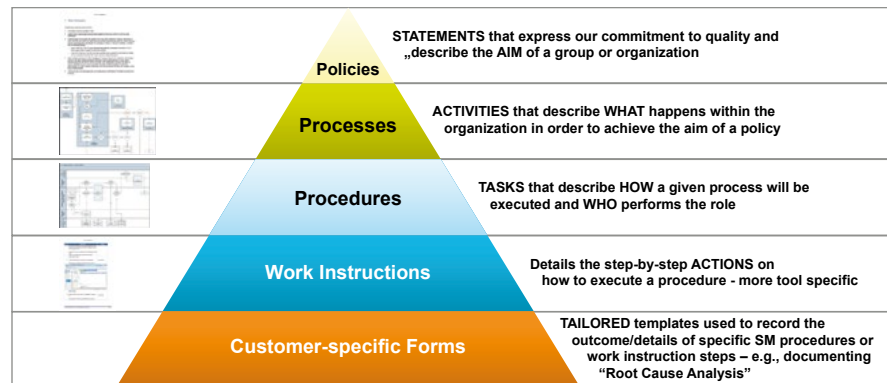 STATEMENTS that express our commitment to quality and
„describe the AIM of a group or organization
Policies
ACTIVITIES that describe WHAT happens within the
organization in order to achieve the aim of a policy
Processes
TASKS that describe HOW a given process will be
executed and WHO performs the role
Procedures
Details the step-by-step ACTIONS on
how to execute a procedure - more tool specific
Work Instructions
TAILORED templates used to record the
outcome/details of specific SM procedures or
work instruction steps – e.g., documenting
“Root Cause Analysis”
Customer-specific Forms